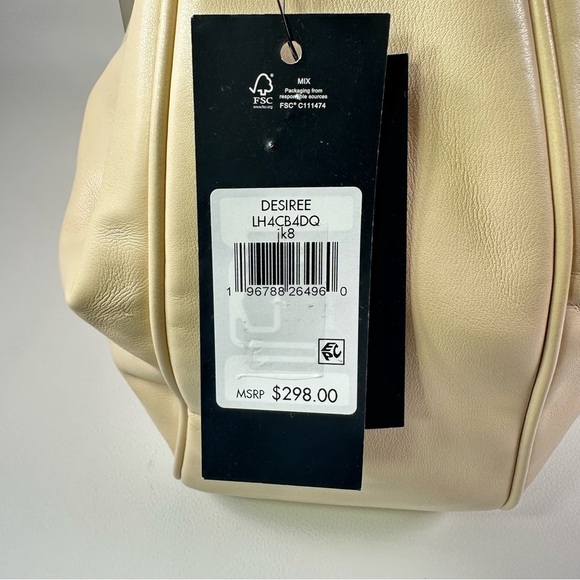 FSC
www.fsc.org
MIX
Packaging from
responsible sources
FSC® C111474
DESIREE
LH4CB4DQ
jk8
1 96788 26496 0
EPC
MSRP $298.00